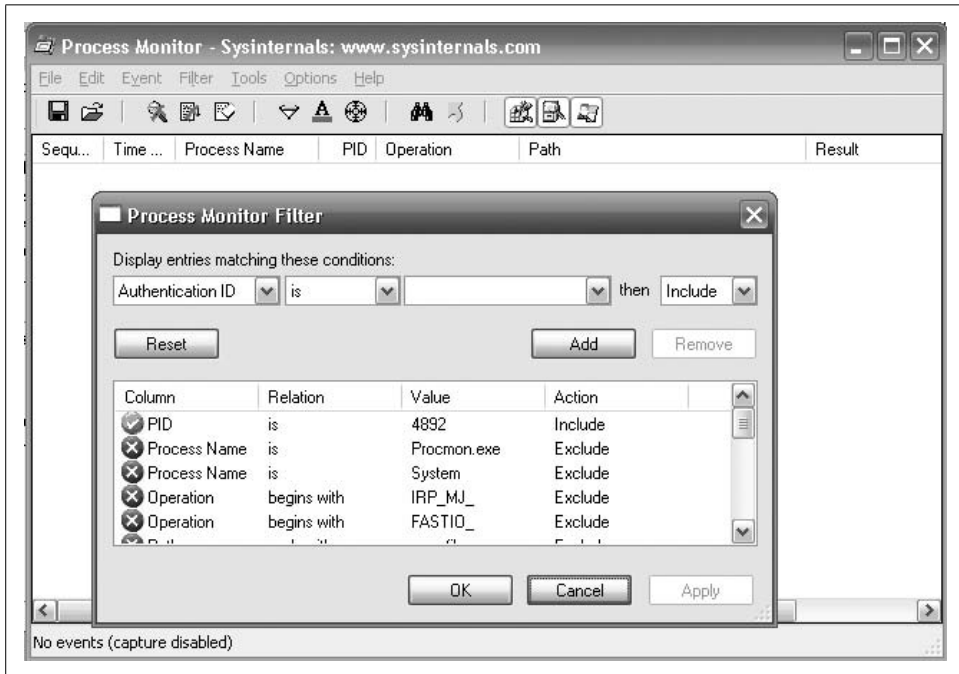 Process Monitor - Sysinternals: www.sysinternals.com
File Edit Event Filter Tools Options Help
Sequ... Time ... Process Name PID Operation Path Result
Process Monitor Filter
Display entries matching these conditions:
Authentication ID is then Include
Reset Add Remove
Column Relation Value Action
PID is 4892 Include
Process Name is Procmon.exe Exclude
Process Name is System Exclude
Operation begins with IRP_MJ_ Exclude
Operation begins with FASTIO_ Exclude
OK Cancel Apply
No events (capture disabled)